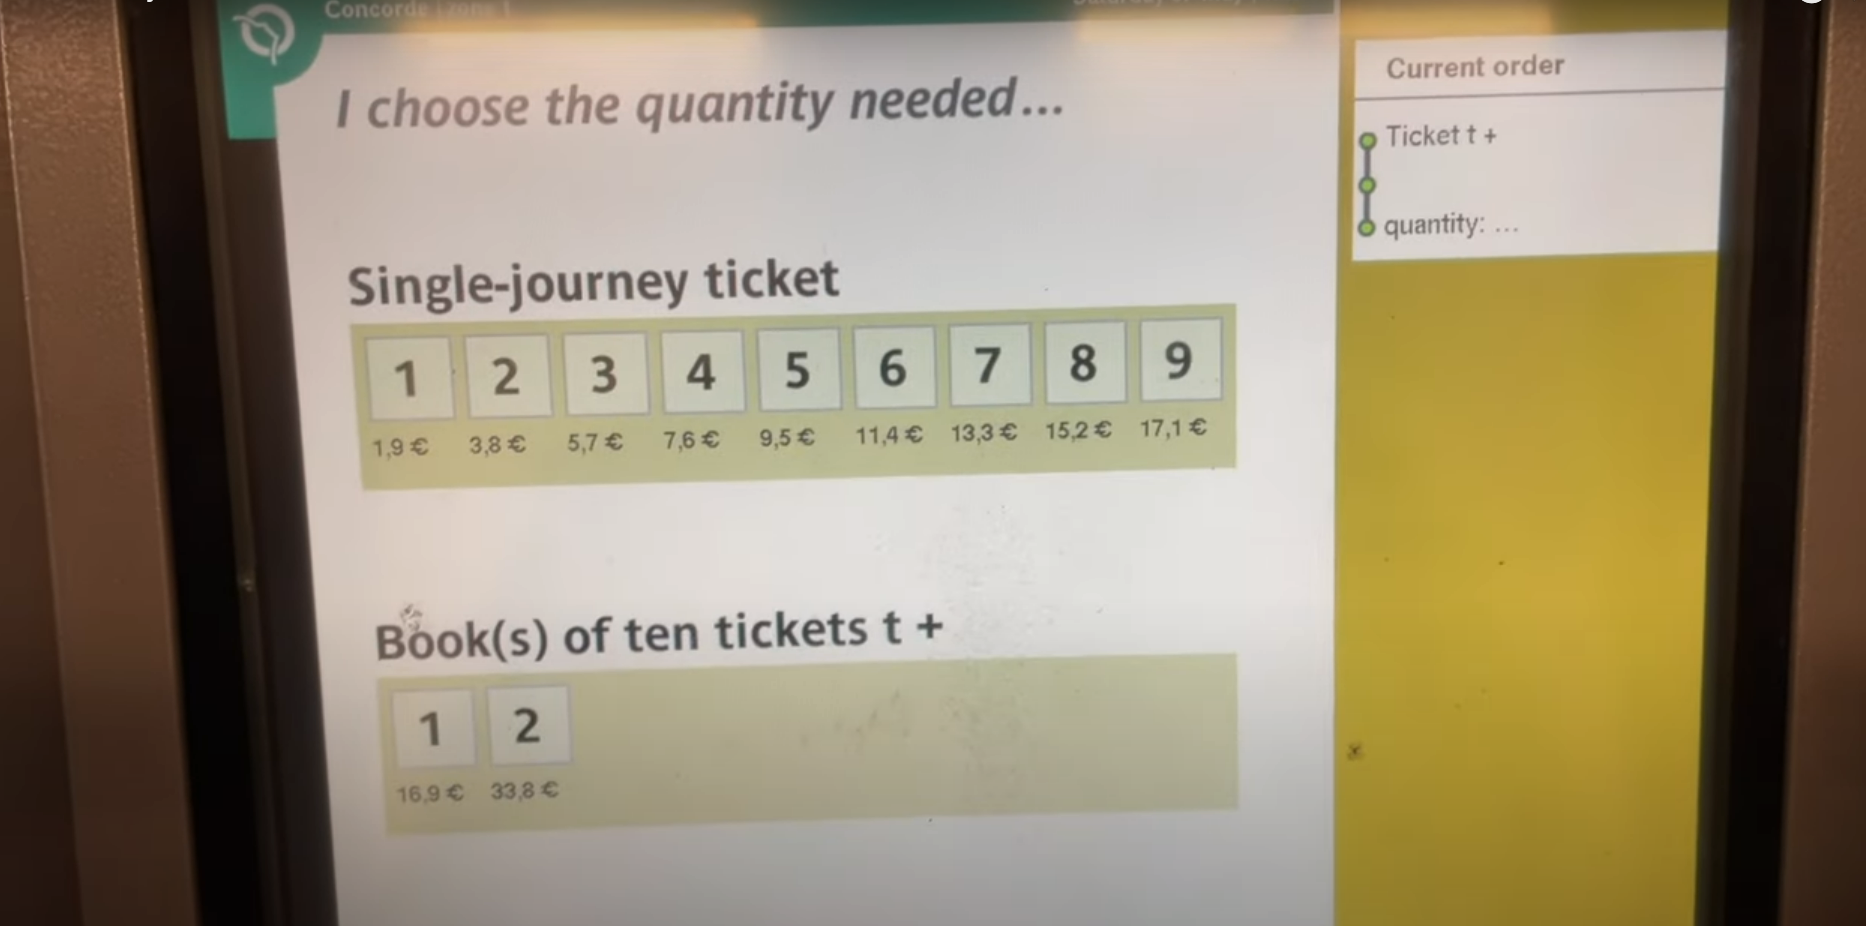 Concorde | zone 1
I choose the quantity needed...
Current order
Ticket t +
quantity: ...
Single-journey ticket
1 2 3 4 5 6 7 8 9
1,9 € 3,8 € 5,7 € 7,6 € 9,5 € 11,4 € 13,3 € 15,2 € 17,1 €
Book(s) of ten tickets t +
1 2
16,9 € 33,8 €